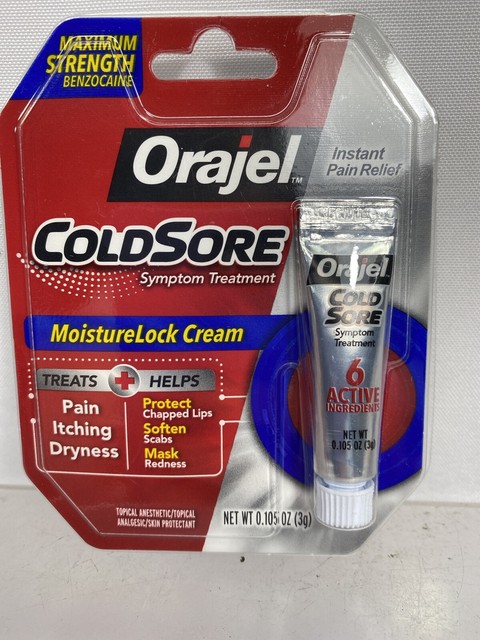 MAXIMUM
STRENGTH
BENZOCAINE
Orajel™
Instant
Pain Relief
COLDSORE
Symptom Treatment
MoistureLock Cream
TREATS + HELPS
Pain
Itching
Dryness
Protect
Chapped Lips
Soften
Scabs
Mask
Redness
TOPICAL ANESTHETIC/TOPICAL
ANALGESIC/SKIN PROTECTANT
NET WT 0.105 OZ (3g)
Orajel
COLD
SORE
Symptom
Treatment
6
ACTIVE
INGREDIENTS
NET WT
0.105 OZ (3g)